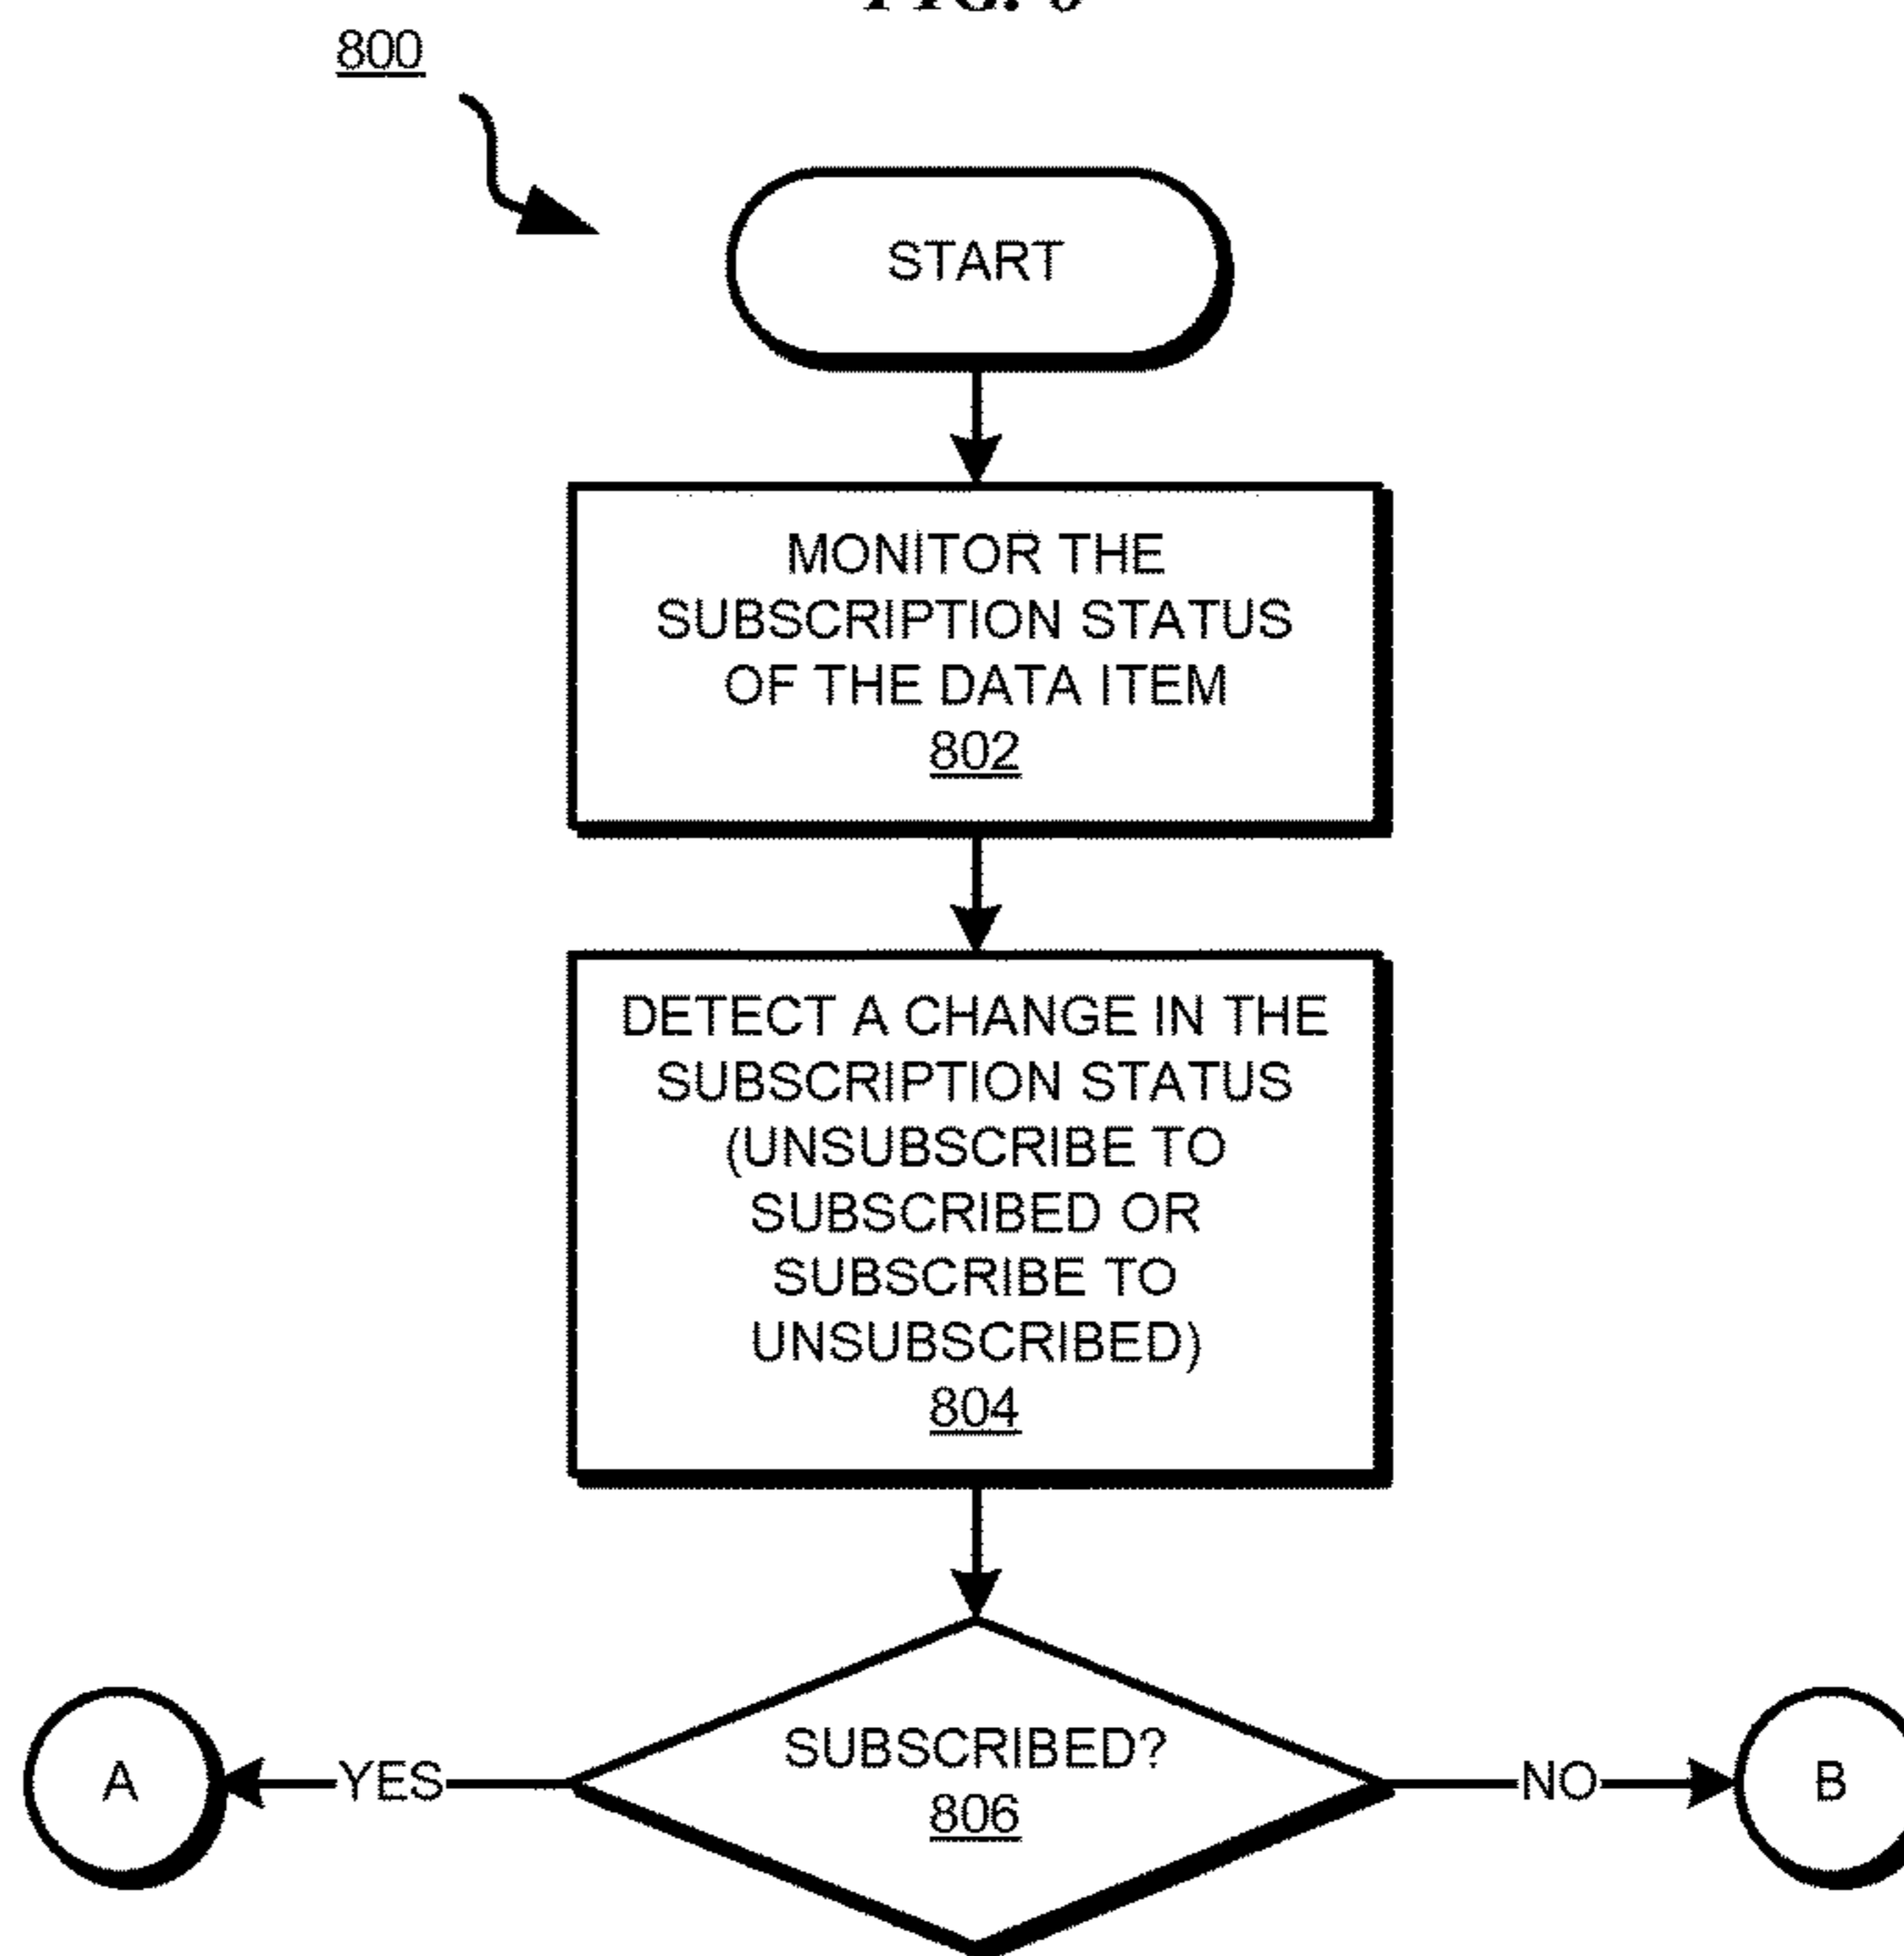 800
START
MONITOR THE
SUBSCRIPTION STATUS
OF THE DATA ITEM
802
DETECT A CHANGE IN THE
SUBSCRIPTION STATUS
(UNSUBSCRIBE TO
SUBSCRIBED OR
SUBSCRIBE TO
UNSUBSCRIBED)
804
SUBSCRIBED?
806
A
YES
NO
B